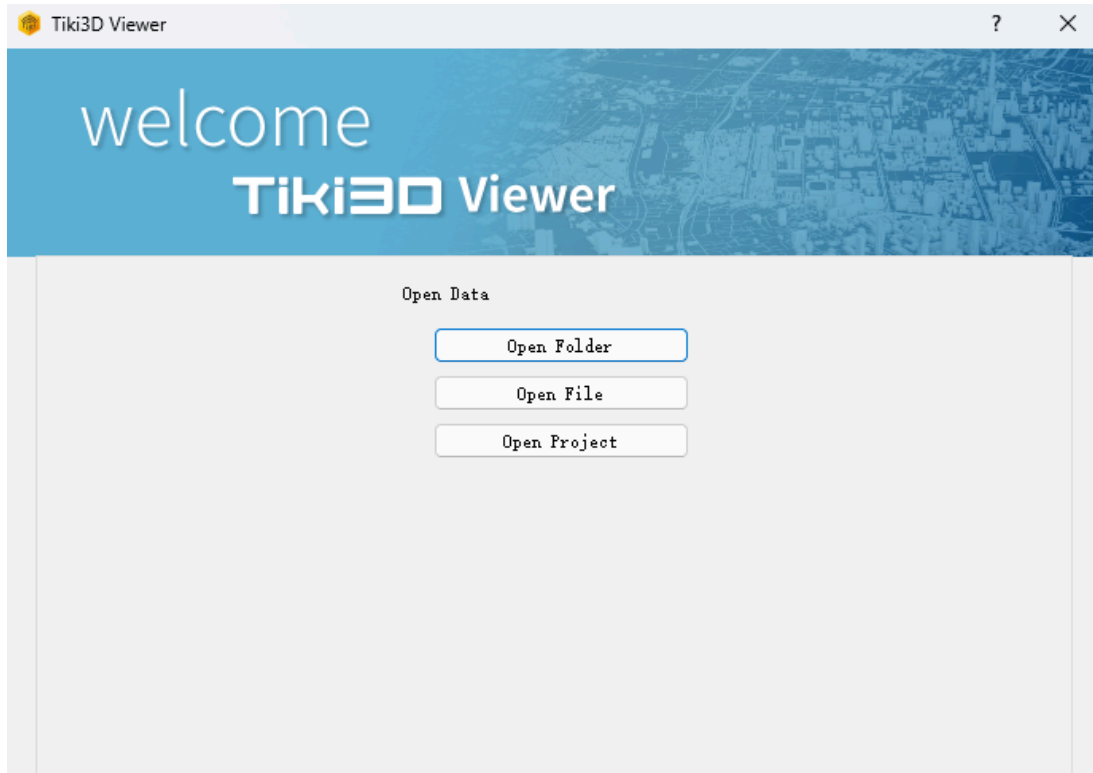 Tiki3D Viewer
?
welcome
Tiki3D Viewer
Open Data
Open Folder
Open File
Open Project